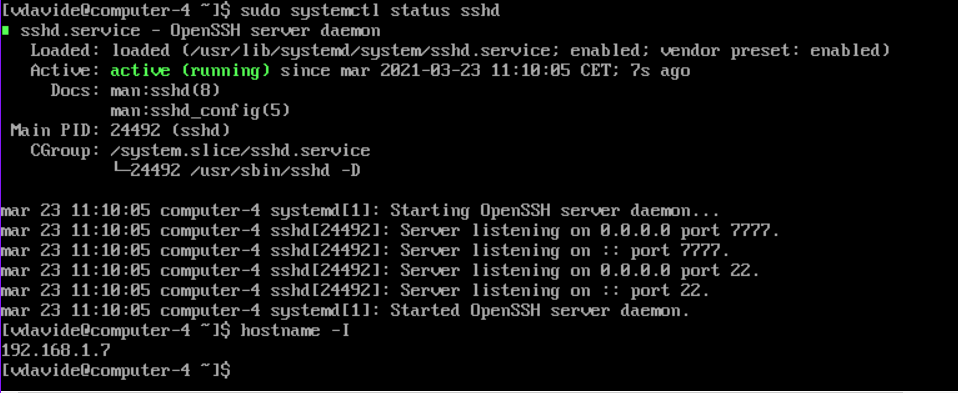 [vdavide@computer-4 ~]$ sudo systemctl status sshd
sshd.service - OpenSSH server daemon
Loaded: loaded (/usr/lib/systemd/system/sshd.service; enabled; vendor preset: enabled)
Active: active (running) since mar 2021-03-23 11:10:05 CET; 7s ago
Docs: man:sshd(8)
man:sshd_config(5)
Main PID: 24492 (sshd)
CGroup: /system.slice/sshd.service
└─24492 /usr/sbin/sshd -D
mar 23 11:10:05 computer-4 systemd[1]: Starting OpenSSH server daemon...
mar 23 11:10:05 computer-4 sshd[24492]: Server listening on 0.0.0.0 port 7777.
mar 23 11:10:05 computer-4 sshd[24492]: Server listening on :: port 7777.
mar 23 11:10:05 computer-4 sshd[24492]: Server listening on 0.0.0.0 port 22.
mar 23 11:10:05 computer-4 sshd[24492]: Server listening on :: port 22.
mar 23 11:10:05 computer-4 systemd[1]: Started OpenSSH server daemon.
[vdavide@computer-4 ~]$ hostname -I
192.168.1.7
[vdavide@computer-4 ~]$